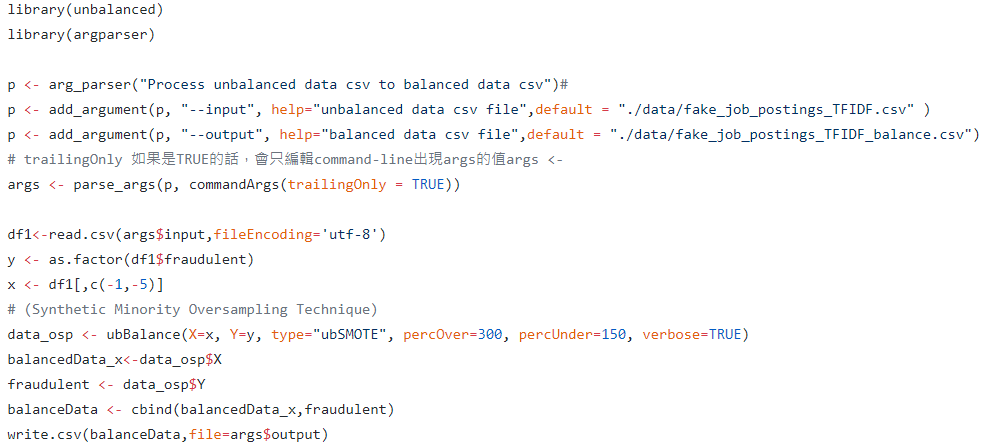 library(unbalanced)
library(argparser)

p <- arg_parser("Process unbalanced data csv to balanced data csv")#
p <- add_argument(p, "--input", help="unbalanced data csv file",default = "./data/fake_job_postings_TFIDF.csv" )
p <- add_argument(p, "--output", help="balanced data csv file",default = "./data/fake_job_postings_TFIDF_balance.csv")
# trailingOnly 如果是TRUE的話，會只編輯command-line出現args的值args <-
args <- parse_args(p, commandArgs(trailingOnly = TRUE))

df1<-read.csv(args$input,fileEncoding='utf-8')
y <- as.factor(df1$fraudulent)
x <- df1[,c(-1,-5)]
# (Synthetic Minority Oversampling Technique)
data_osp <- ubBalance(X=x, Y=y, type="ubSMOTE", percOver=300, percUnder=150, verbose=TRUE)
balancedData_x<-data_osp$X
fraudulent <- data_osp$Y
balanceData <- cbind(balancedData_x,fraudulent)
write.csv(balanceData,file=args$output)